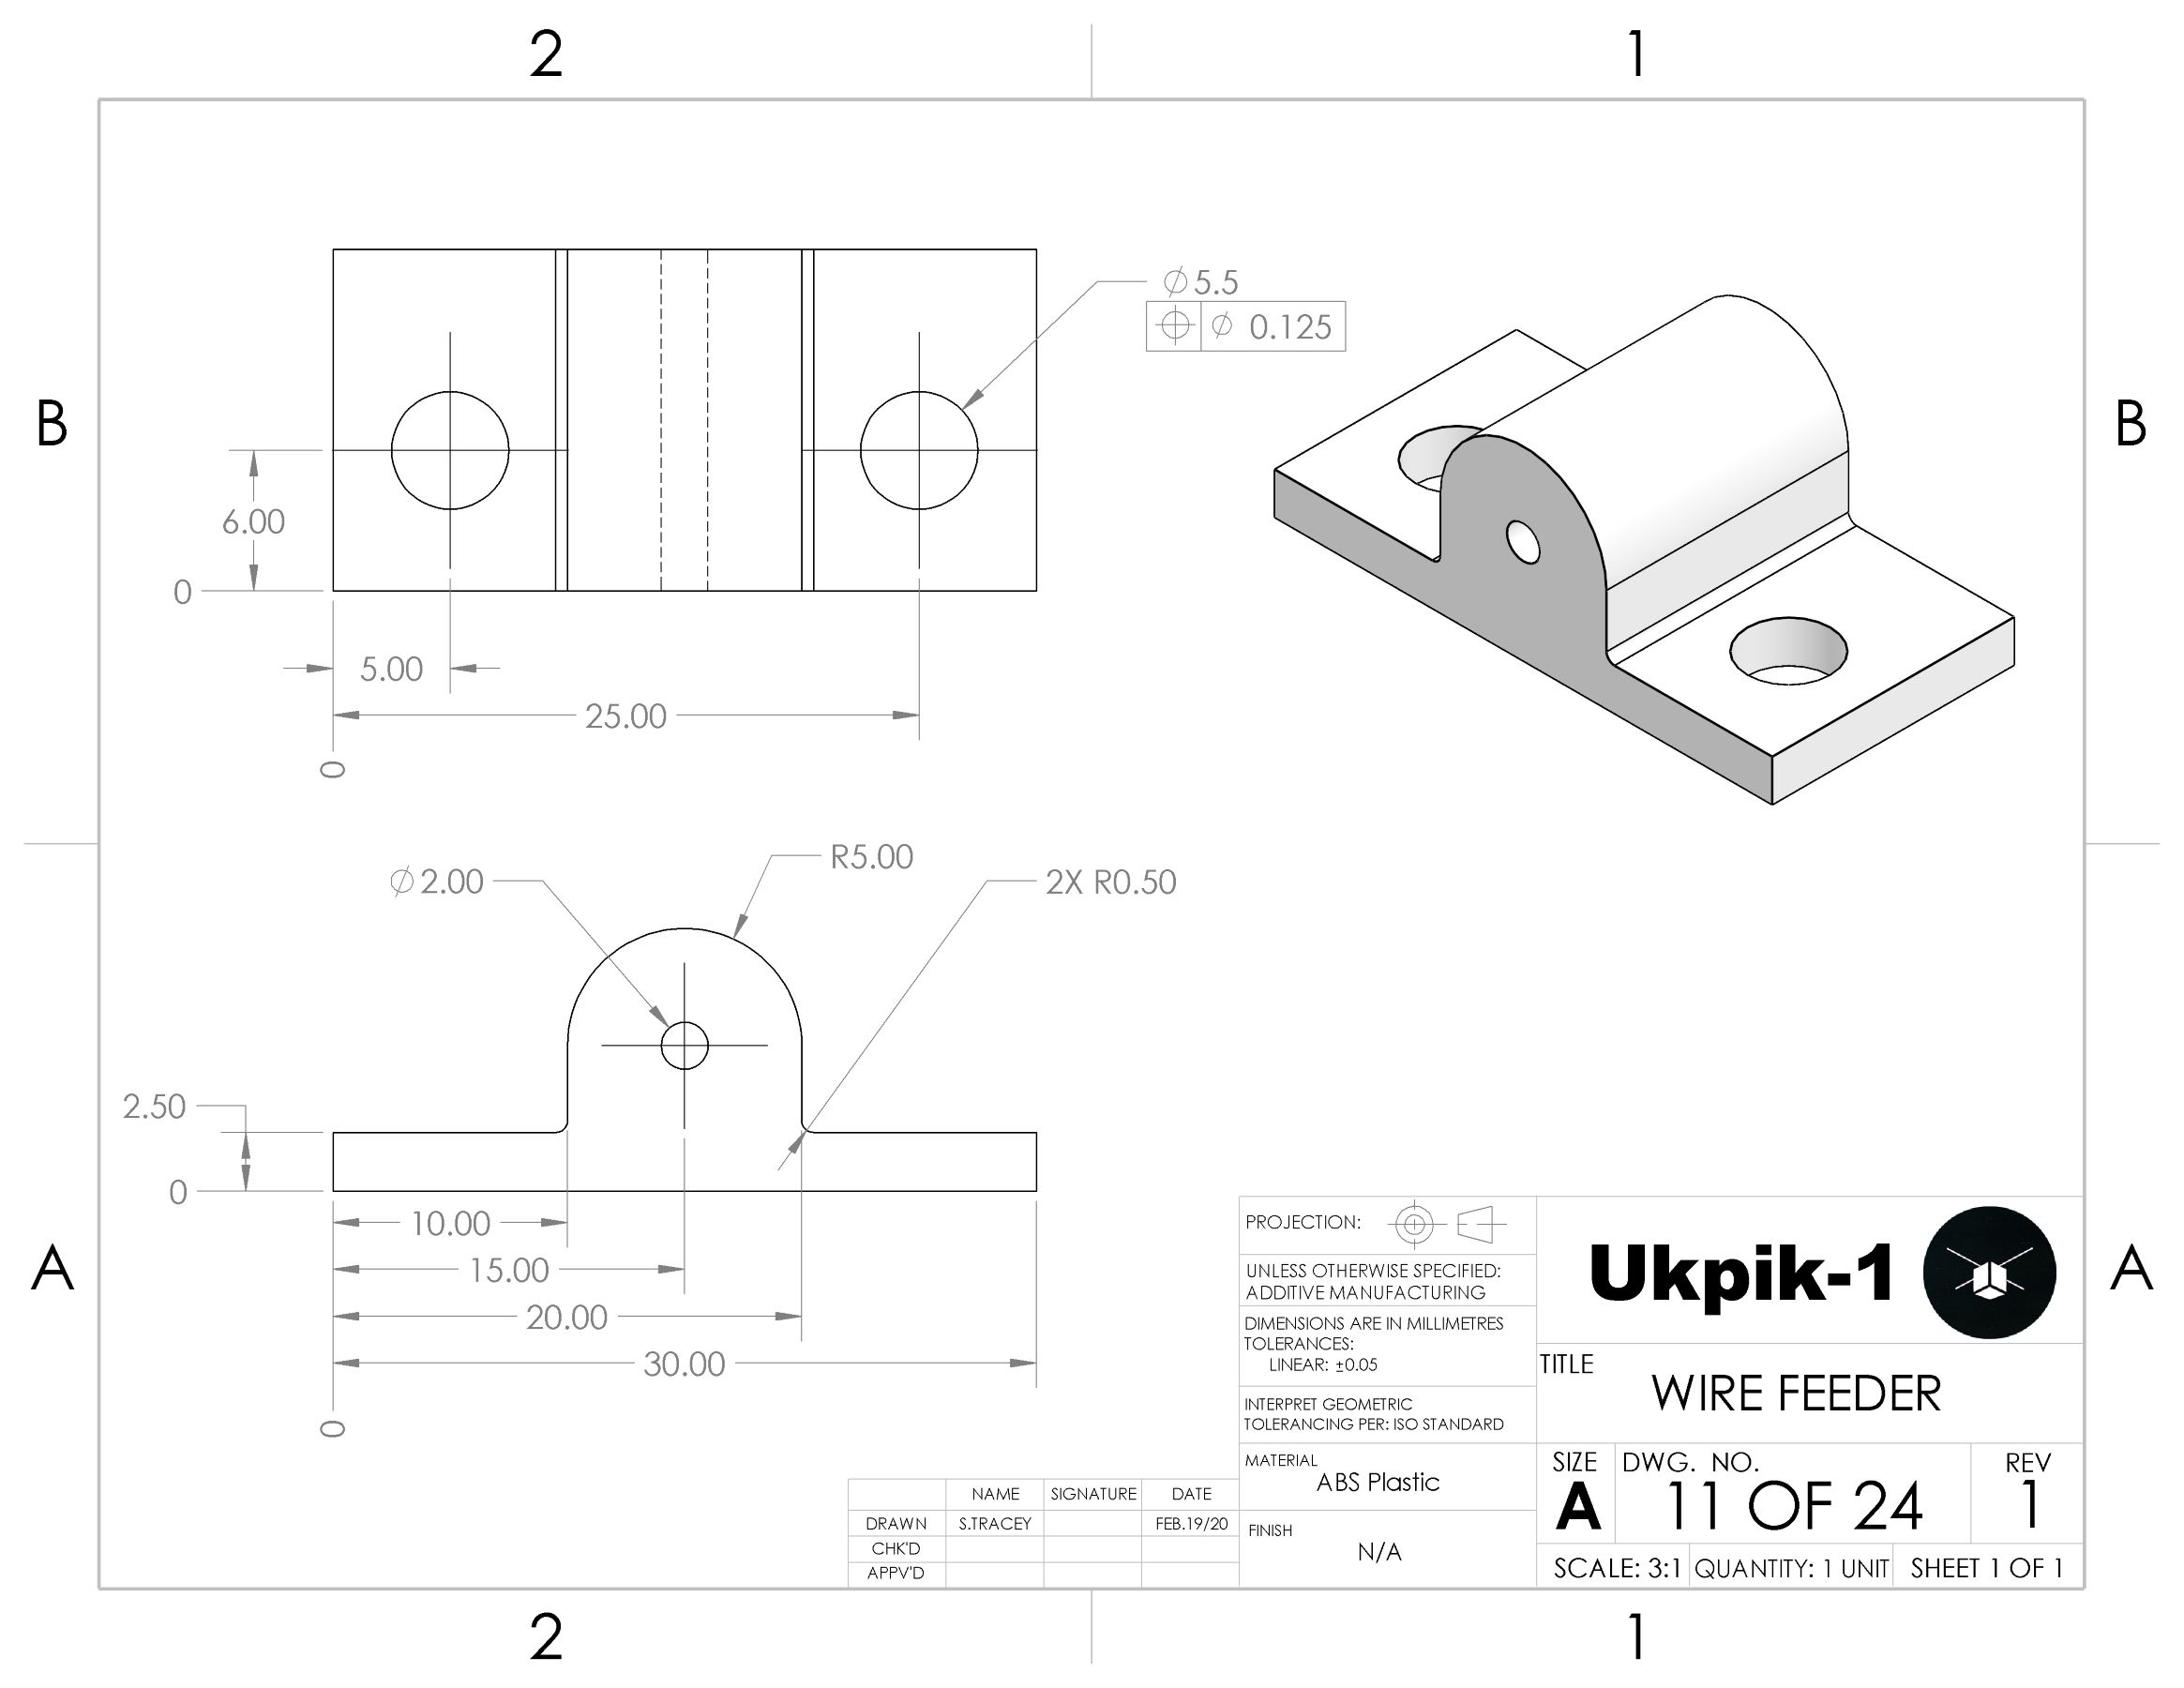 2
1
B
B
⌀5.5
⌖ ⌀ 0.125
6.00
0
5.00
25.00
0
R5.00
⌀2.00
2X R0.50
2.50
0
10.00
15.00
20.00
30.00
0
A
A
PROJECTION:
UNLESS OTHERWISE SPECIFIED:
ADDITIVE MANUFACTURING
DIMENSIONS ARE IN MILLIMETRES
TOLERANCES:
LINEAR: ±0.05
INTERPRET GEOMETRIC
TOLERANCING PER: ISO STANDARD
MATERIAL
ABS Plastic
FINISH
N/A
Ukpik-1
TITLE
WIRE FEEDER
SIZE
A
DWG. NO.
11 OF 24
REV
1
SCALE: 3:1
QUANTITY: 1 UNIT
SHEET 1 OF 1
NAME SIGNATURE DATE
DRAWN S.TRACEY FEB.19/20
CHK'D
APPV'D
2
1